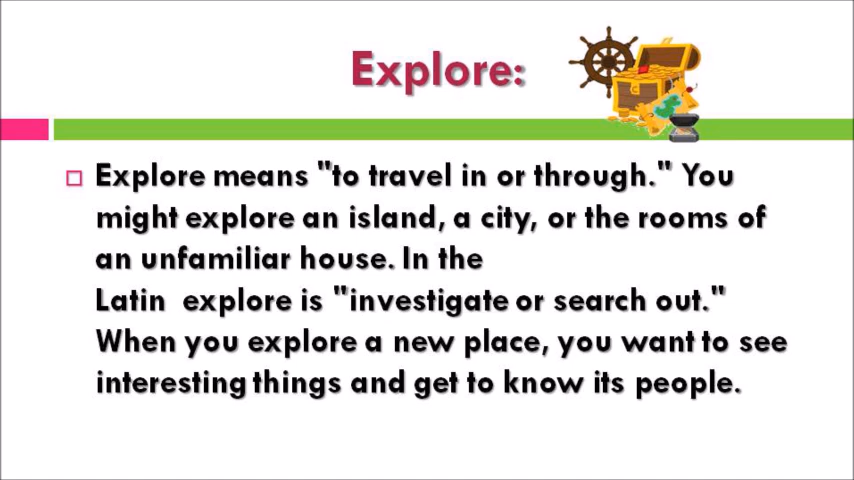 Explore:
Explore means "to travel in or through." You
might explore an island, a city, or the rooms of
an unfamiliar house. In the
Latin  explore is "investigate or search out."
When you explore a new place, you want to see
interesting things and get to know its people.